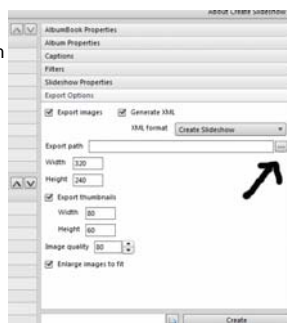 About Create Slideshow
AlbumBook Properties
Album Properties
Captions
Filters
Slideshow Properties
Export Options
Export images Generate XML
XML format Create Slideshow
Export path ...
Width 320
Height 240
Export thumbnails
Width 80
Height 60
Image quality 80
Enlarge images to fit
Create